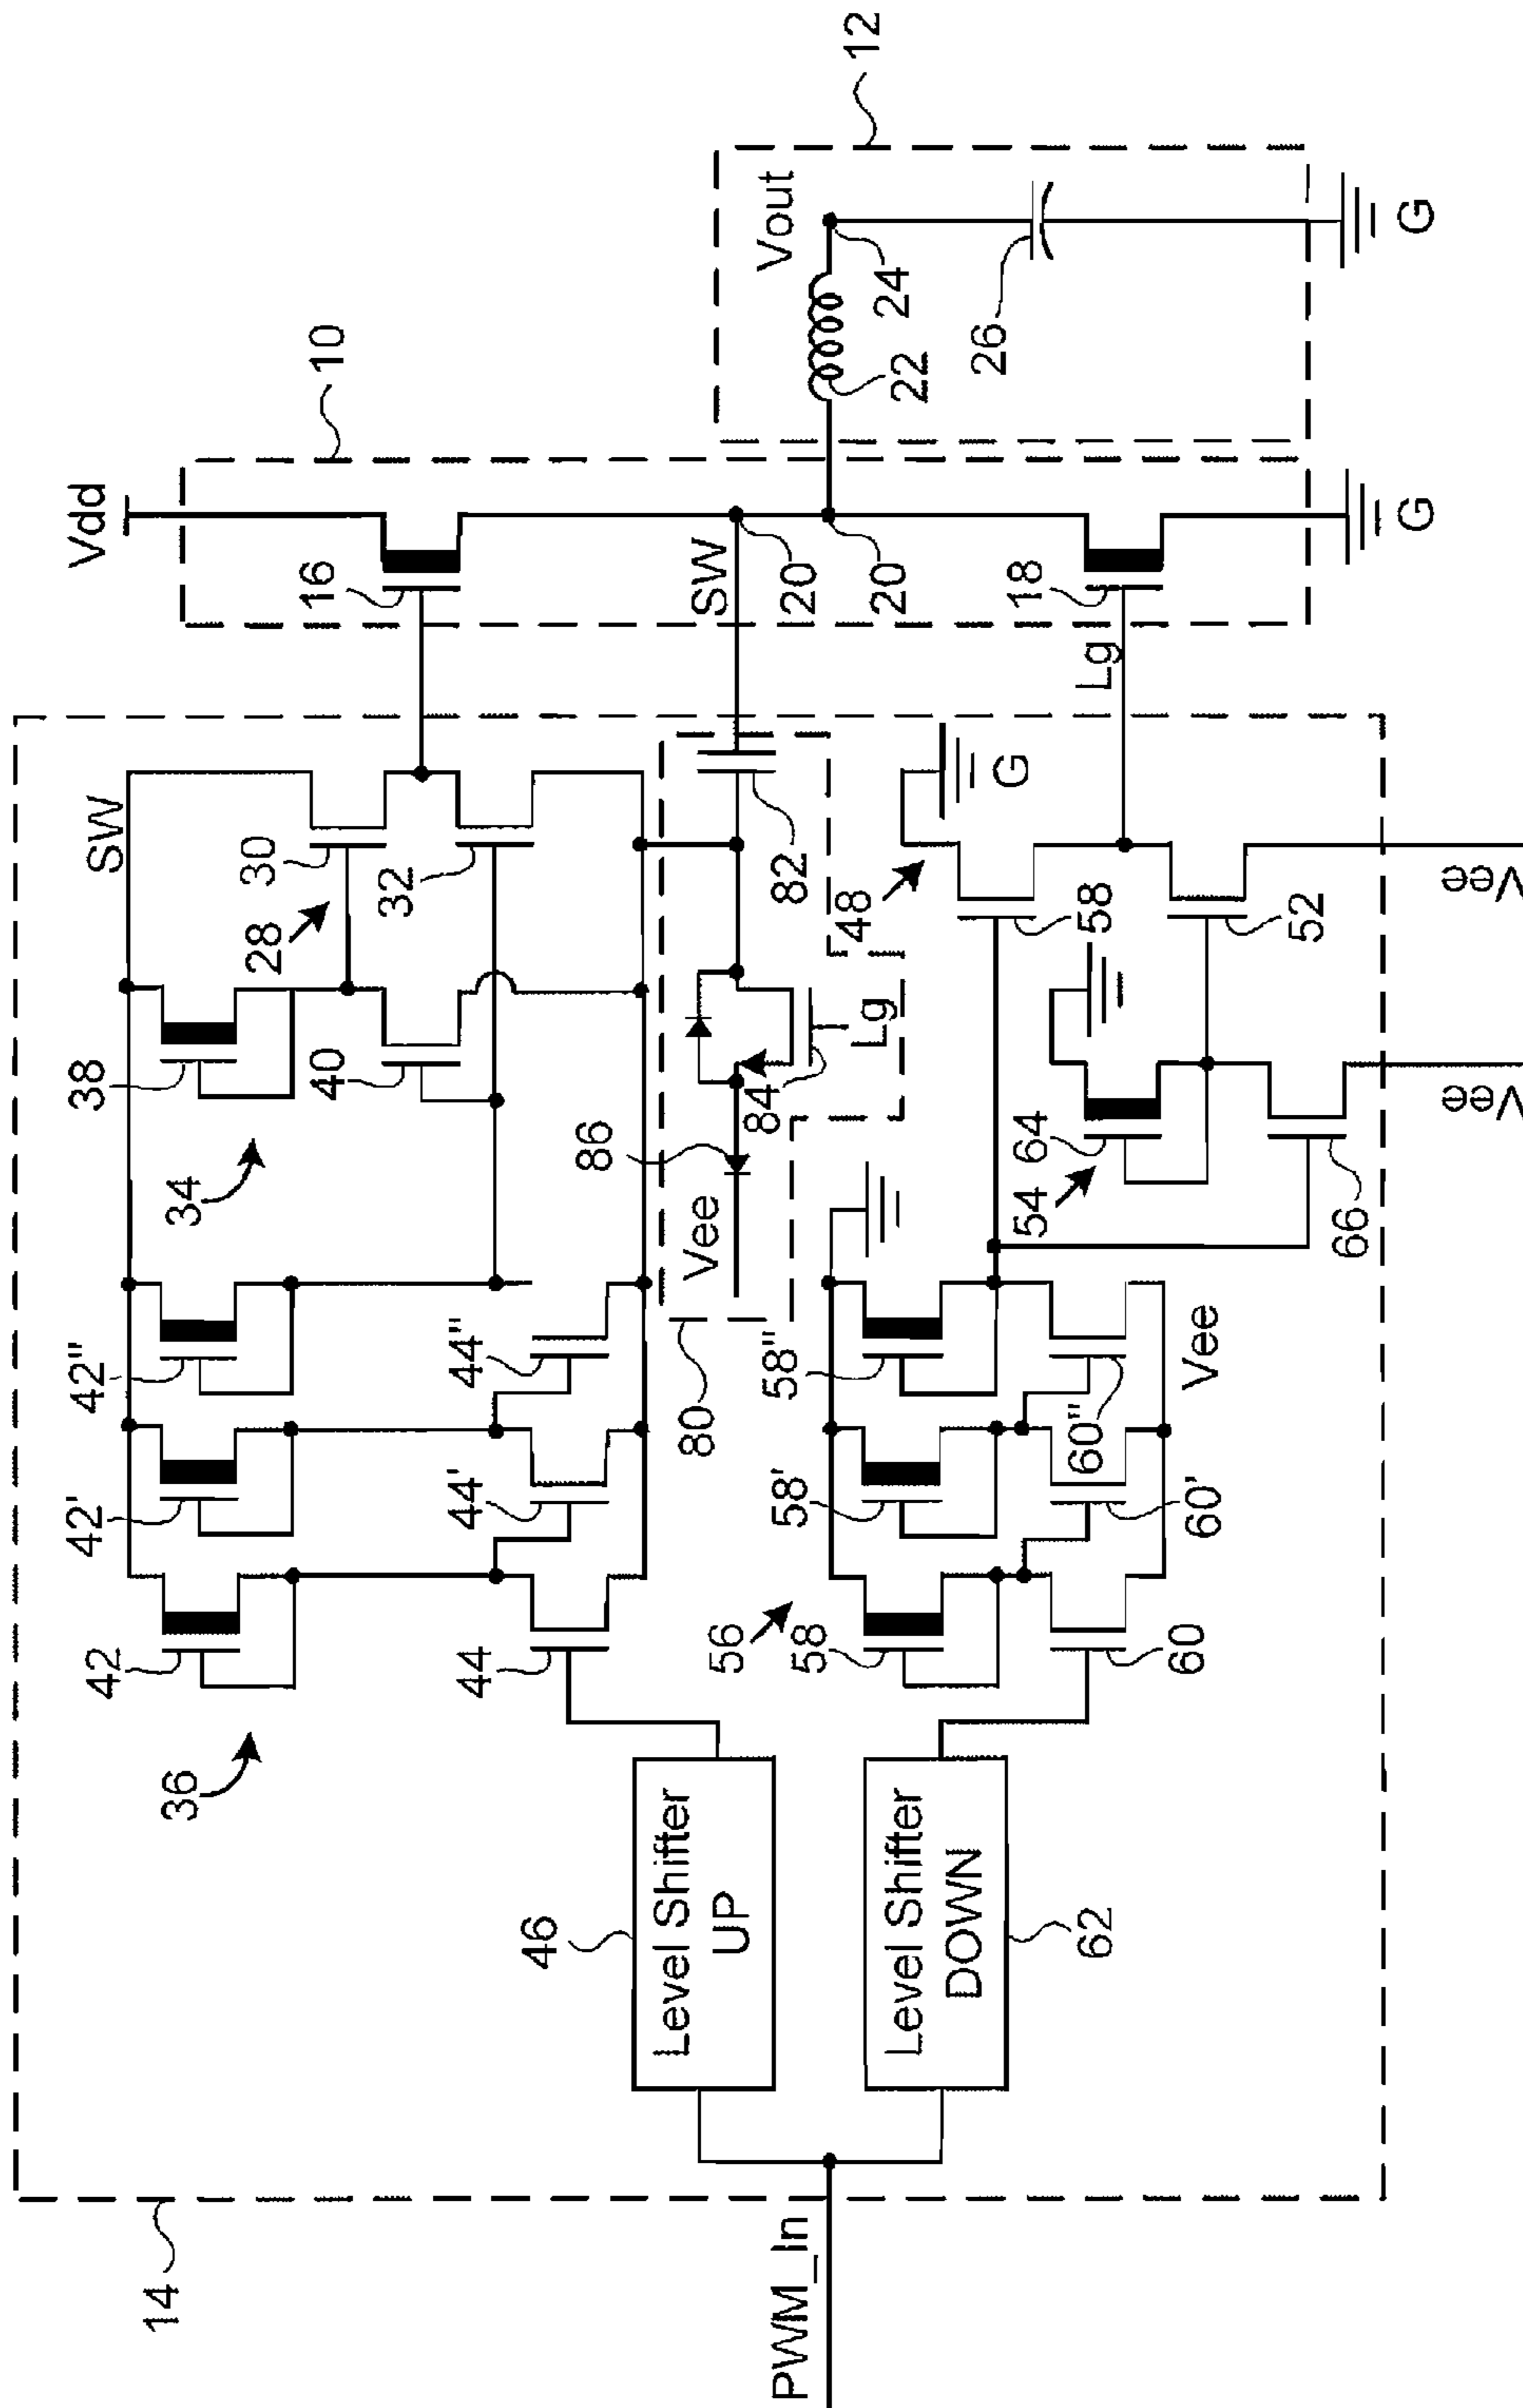 14
36
42
42'
42"
34
38
SW
Vdd
10
28
30
16
40
32
44
44'
44"
86
Vee
84
Lg
82
SW
20
20
12
Vout
22
24
26
G
46
Level Shifter
UP
80
PWM_In
Level Shifter
DOWN
62
56
58
58'
58"
60
60'
60"
Vee
48
G
58
Lg
18
G
54
64
58
52
66
Vee
Vee